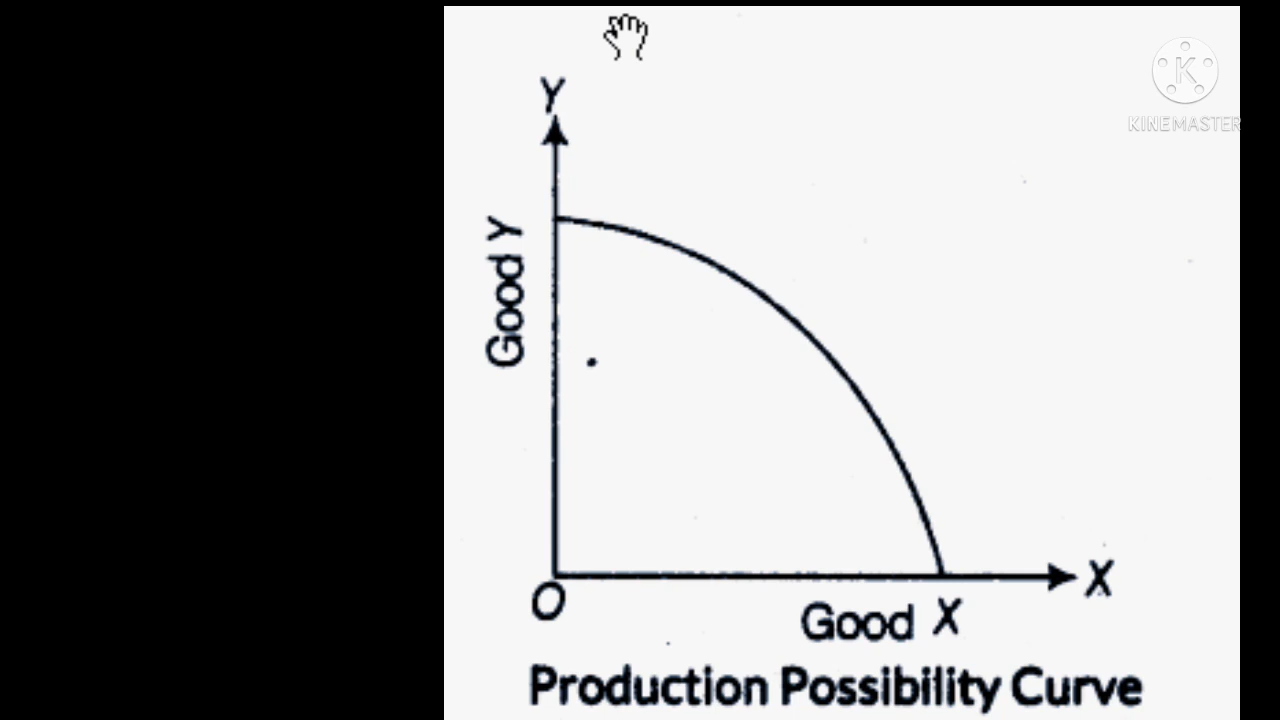 K
KINEMASTER
Y
Good Y
O
X
Good X
Production Possibility Curve